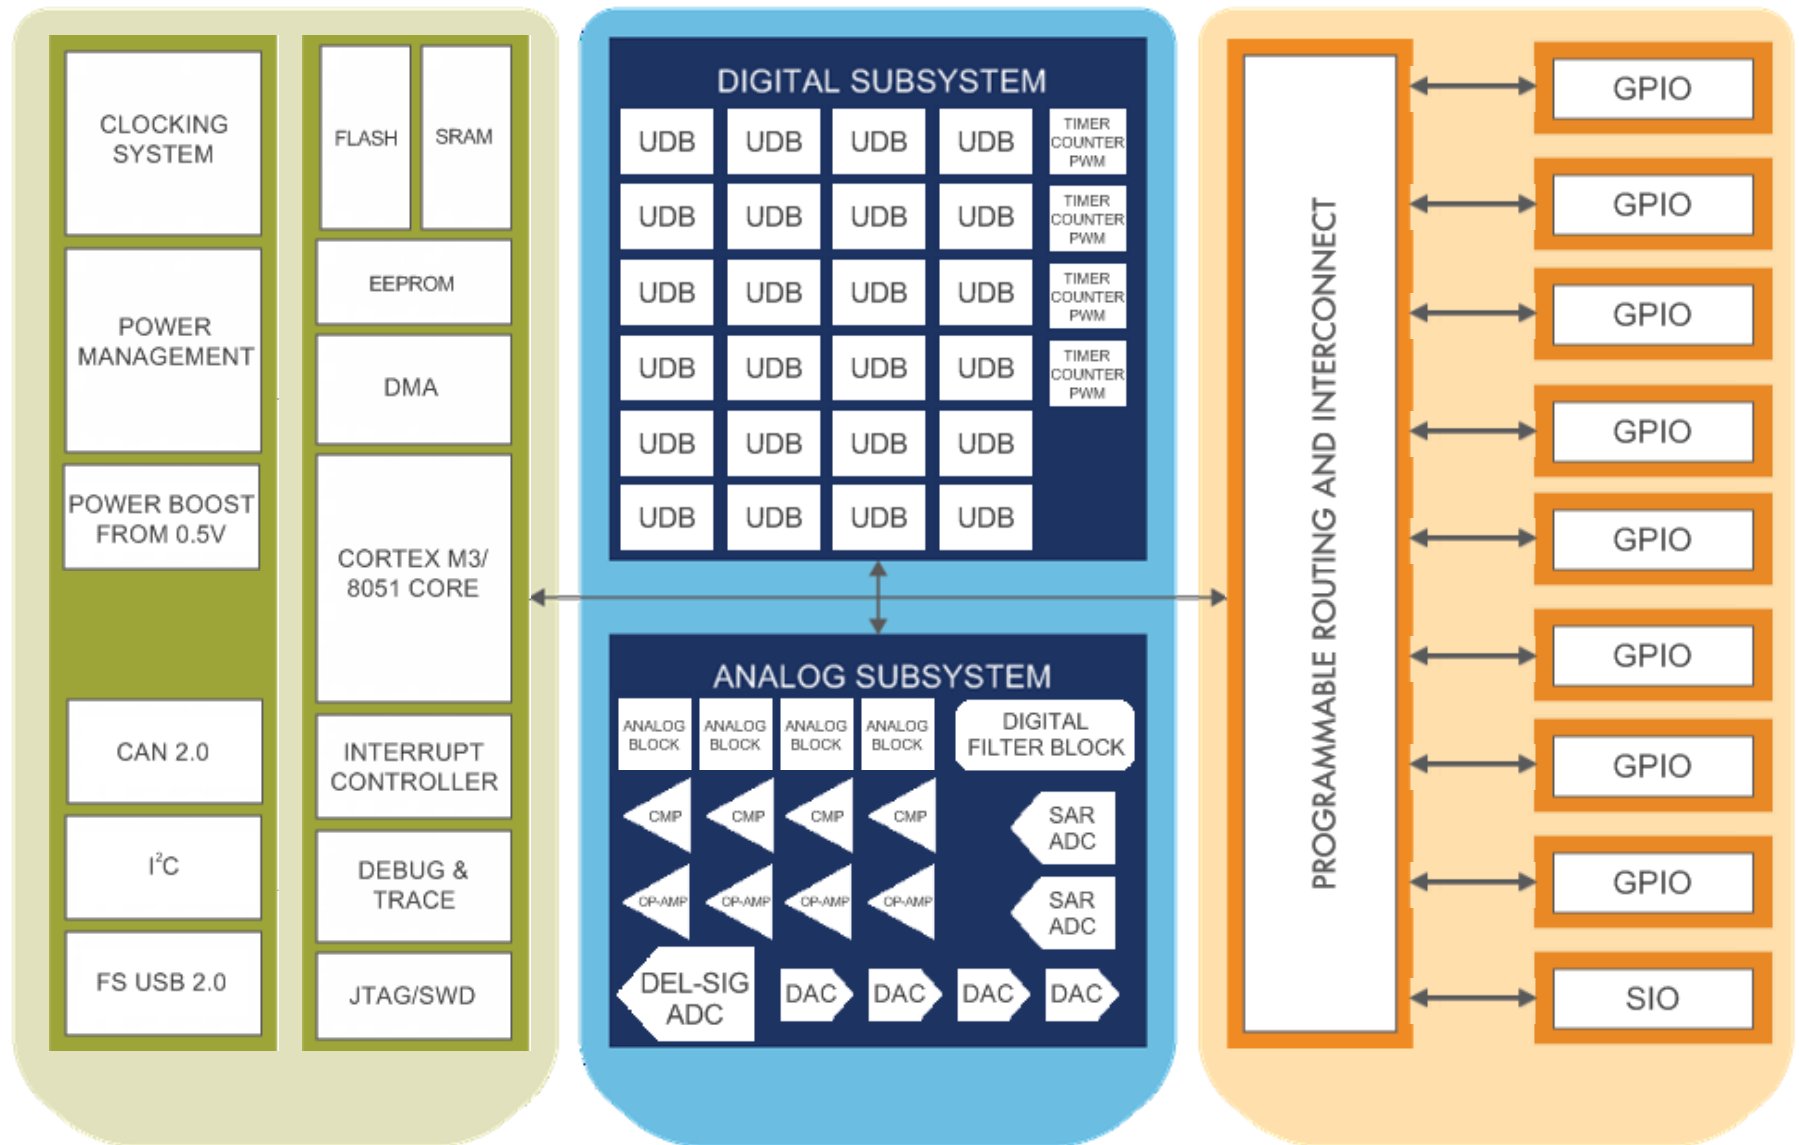 CLOCKING
SYSTEM
POWER
MANAGEMENT
POWER BOOST
FROM 0.5V
CAN 2.0
I²C
FS USB 2.0
FLASH
SRAM
EEPROM
DMA
CORTEX M3/
8051 CORE
INTERRUPT
CONTROLLER
DEBUG &
TRACE
JTAG/SWD
DIGITAL SUBSYSTEM
UDB UDB UDB UDB
TIMER
COUNTER
PWM
UDB UDB UDB UDB
TIMER
COUNTER
PWM
UDB UDB UDB UDB
TIMER
COUNTER
PWM
UDB UDB UDB UDB
TIMER
COUNTER
PWM
UDB UDB UDB UDB
UDB UDB UDB UDB
ANALOG SUBSYSTEM
ANALOG
BLOCK
ANALOG
BLOCK
ANALOG
BLOCK
ANALOG
BLOCK
DIGITAL
FILTER BLOCK
CMP CMP CMP CMP
SAR
ADC
OP-AMP OP-AMP OP-AMP OP-AMP
SAR
ADC
DEL-SIG
ADC
DAC DAC DAC DAC
PROGRAMMABLE ROUTING AND INTERCONNECT
GPIO
GPIO
GPIO
GPIO
GPIO
GPIO
GPIO
GPIO
SIO